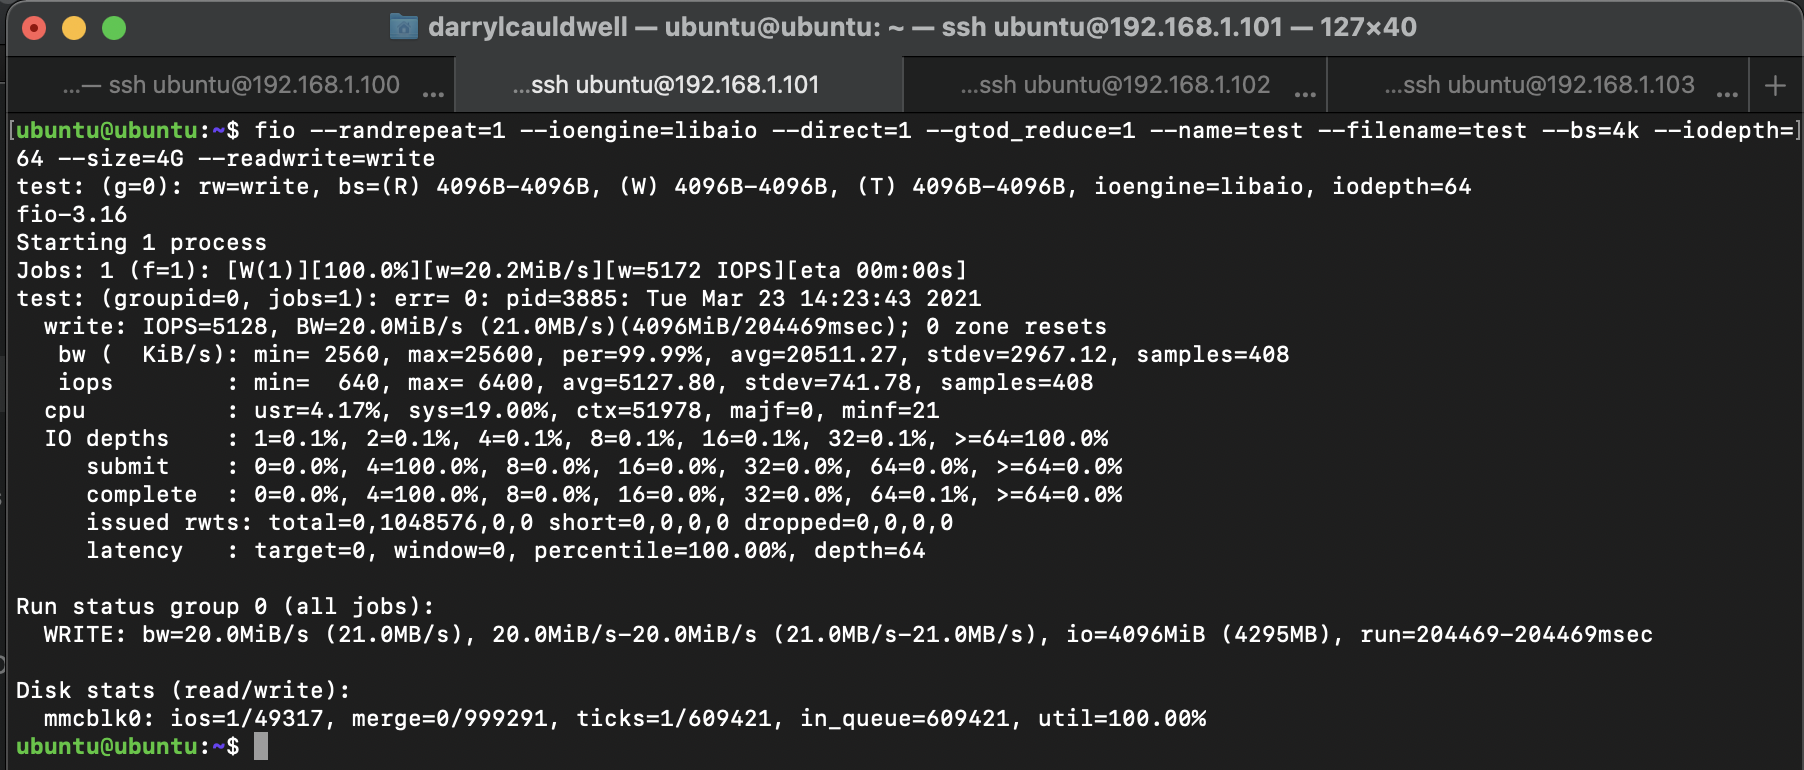 darrylcauldwell — ubuntu@ubuntu: ~ — ssh ubuntu@192.168.1.101 — 127×40
...— ssh ubuntu@192.168.1.100 ... ...ssh ubuntu@192.168.1.101 ...ssh ubuntu@192.168.1.102 ... ...ssh ubuntu@192.168.1.103 ... +
[ubuntu@ubuntu:~$ fio --randrepeat=1 --ioengine=libaio --direct=1 --gtod_reduce=1 --name=test --filename=test --bs=4k --iodepth=]
64 --size=4G --readwrite=write
test: (g=0): rw=write, bs=(R) 4096B-4096B, (W) 4096B-4096B, (T) 4096B-4096B, ioengine=libaio, iodepth=64
fio-3.16
Starting 1 process
Jobs: 1 (f=1): [W(1)][100.0%][w=20.2MiB/s][w=5172 IOPS][eta 00m:00s]
test: (groupid=0, jobs=1): err= 0: pid=3885: Tue Mar 23 14:23:43 2021
  write: IOPS=5128, BW=20.0MiB/s (21.0MB/s)(4096MiB/204469msec); 0 zone resets
   bw (  KiB/s): min= 2560, max=25600, per=99.99%, avg=20511.27, stdev=2967.12, samples=408
   iops        : min=  640, max= 6400, avg=5127.80, stdev=741.78, samples=408
  cpu          : usr=4.17%, sys=19.00%, ctx=51978, majf=0, minf=21
  IO depths    : 1=0.1%, 2=0.1%, 4=0.1%, 8=0.1%, 16=0.1%, 32=0.1%, >=64=100.0%
     submit    : 0=0.0%, 4=100.0%, 8=0.0%, 16=0.0%, 32=0.0%, 64=0.0%, >=64=0.0%
     complete  : 0=0.0%, 4=100.0%, 8=0.0%, 16=0.0%, 32=0.0%, 64=0.1%, >=64=0.0%
     issued rwts: total=0,1048576,0,0 short=0,0,0,0 dropped=0,0,0,0
     latency   : target=0, window=0, percentile=100.00%, depth=64
Run status group 0 (all jobs):
  WRITE: bw=20.0MiB/s (21.0MB/s), 20.0MiB/s-20.0MiB/s (21.0MB/s-21.0MB/s), io=4096MiB (4295MB), run=204469-204469msec
Disk stats (read/write):
  mmcblk0: ios=1/49317, merge=0/999291, ticks=1/609421, in_queue=609421, util=100.00%
ubuntu@ubuntu:~$